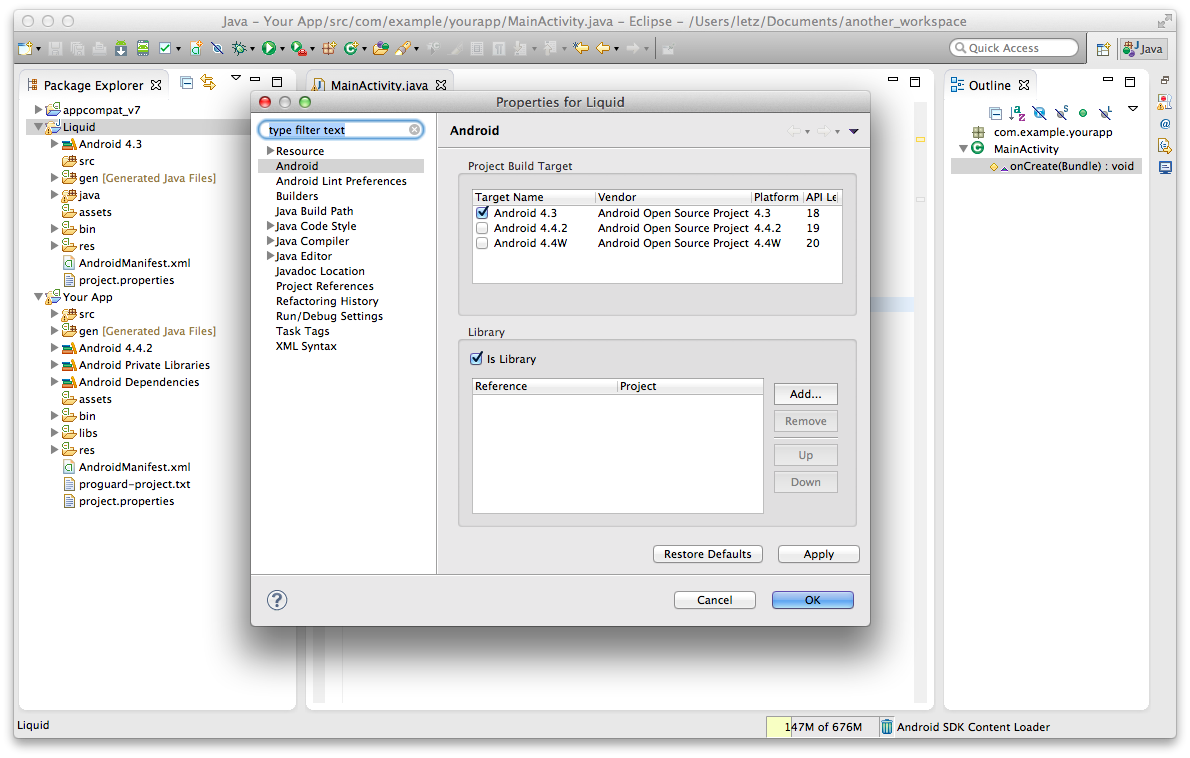 Java – Your App/src/com/example/yourapp/MainActivity.java – Eclipse – /Users/letz/Documents/another_workspace
Quick Access
Java
Package Explorer
appcompat_v7
Liquid
Android 4.3
src
gen [Generated Java Files]
java
assets
bin
res
AndroidManifest.xml
project.properties
Your App
src
gen [Generated Java Files]
Android 4.4.2
Android Private Libraries
Android Dependencies
assets
bin
libs
res
AndroidManifest.xml
proguard-project.txt
project.properties
MainActivity.java
Properties for Liquid
type filter text
Resource
Android
Android Lint Preferences
Builders
Java Build Path
Java Code Style
Java Compiler
Java Editor
Javadoc Location
Project References
Refactoring History
Run/Debug Settings
Task Tags
XML Syntax
Android
Project Build Target
Target Name Vendor Platform API Le
Android 4.3 Android Open Source Project 4.3 18
Android 4.4.2 Android Open Source Project 4.4.2 19
Android 4.4W Android Open Source Project 4.4W 20
Library
Is Library
Reference Project
Add...
Remove
Up
Down
Restore Defaults Apply
Cancel OK
Outline
com.example.yourapp
MainActivity
onCreate(Bundle) : void
Liquid
147M of 676M
Android SDK Content Loader